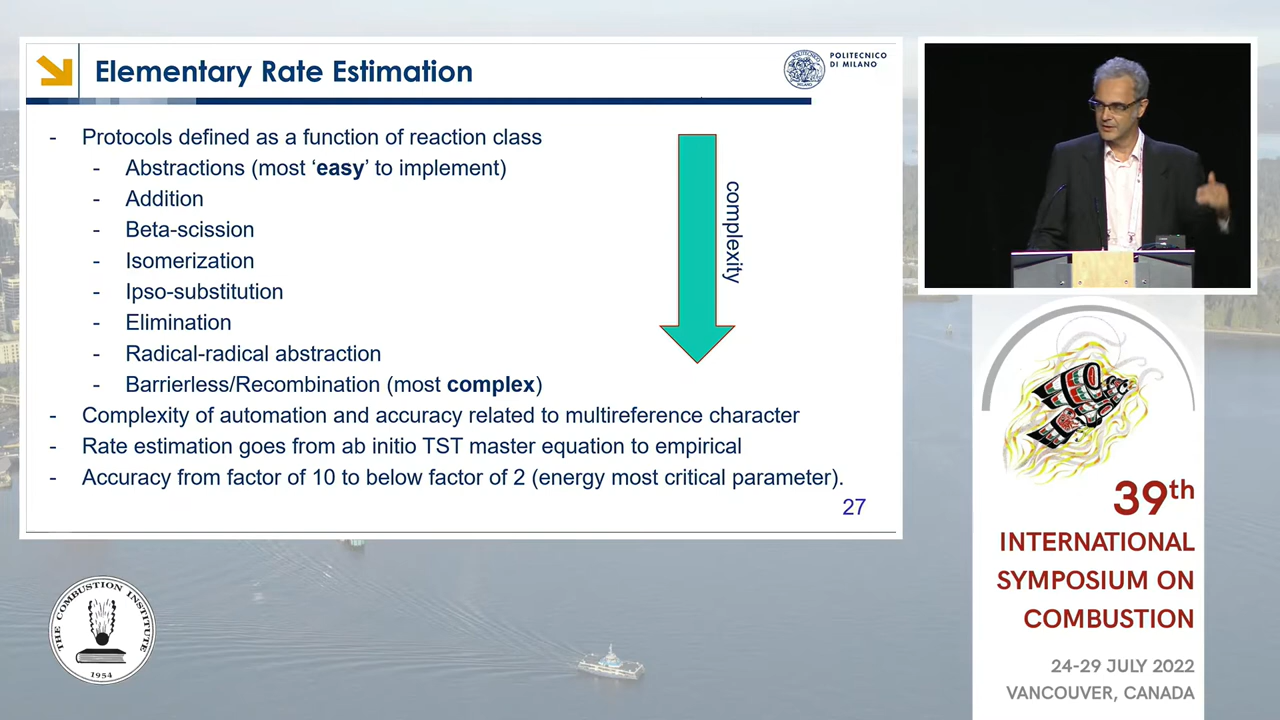 Elementary Rate Estimation
POLITECNICO
DI MILANO
- Protocols defined as a function of reaction class
- Abstractions (most ‘easy’ to implement)
- Addition
- Beta-scission
- Isomerization
- Ipso-substitution
- Elimination
- Radical-radical abstraction
- Barrierless/Recombination (most complex)
- Complexity of automation and accuracy related to multireference character
- Rate estimation goes from ab initio TST master equation to empirical
- Accuracy from factor of 10 to below factor of 2 (energy most critical parameter).
complexity
27
39th
INTERNATIONAL
SYMPOSIUM ON
COMBUSTION
24-29 JULY 2022
VANCOUVER, CANADA
THE COMBUSTION INSTITUTE
1954